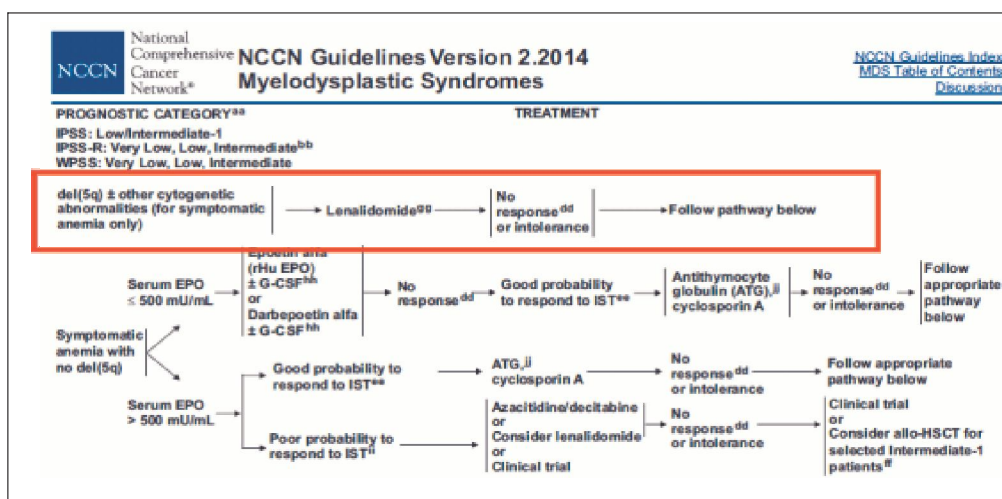 National
Comprehensive
Cancer
Network®
NCCN
NCCN Guidelines Version 2.2014
Myelodysplastic Syndromes
NCCN Guidelines Index
MDS Table of Contents
Discussion
PROGNOSTIC CATEGORYaa
TREATMENT
IPSS: Low/Intermediate-1
IPSS-R: Very Low, Low, Intermediatebb
WPSS: Very Low, Low, Intermediate
del(5q) ± other cytogenetic
abnormalities (for symptomatic
anemia only)
Lenalidomidegg
No
responsedd
or intolerance
Follow pathway below
Symptomatic
anemia with
no del(5q)
Serum EPO
≤ 500 mU/mL
Epoetin alfa
(rHu EPO)
± G-CSFhh
or
Darbepoetin alfa
± G-CSFhh
No
responsedd
Good probability
to respond to ISTee
Antithymocyte
globulin (ATG),jj
cyclosporin A
No
responsedd
or intolerance
Follow
appropriate
pathway
below
Serum EPO
> 500 mU/mL
Good probability to
respond to ISTee
ATG,jj
cyclosporin A
No
responsedd
or intolerance
Follow appropriate
pathway below
Poor probability to
respond to ISTii
Azacitidine/decitabine
or
Consider lenalidomide
or
Clinical trial
No
responsedd
or intolerance
Clinical trial
or
Consider allo-HSCT for
selected Intermediate-1
patientsff